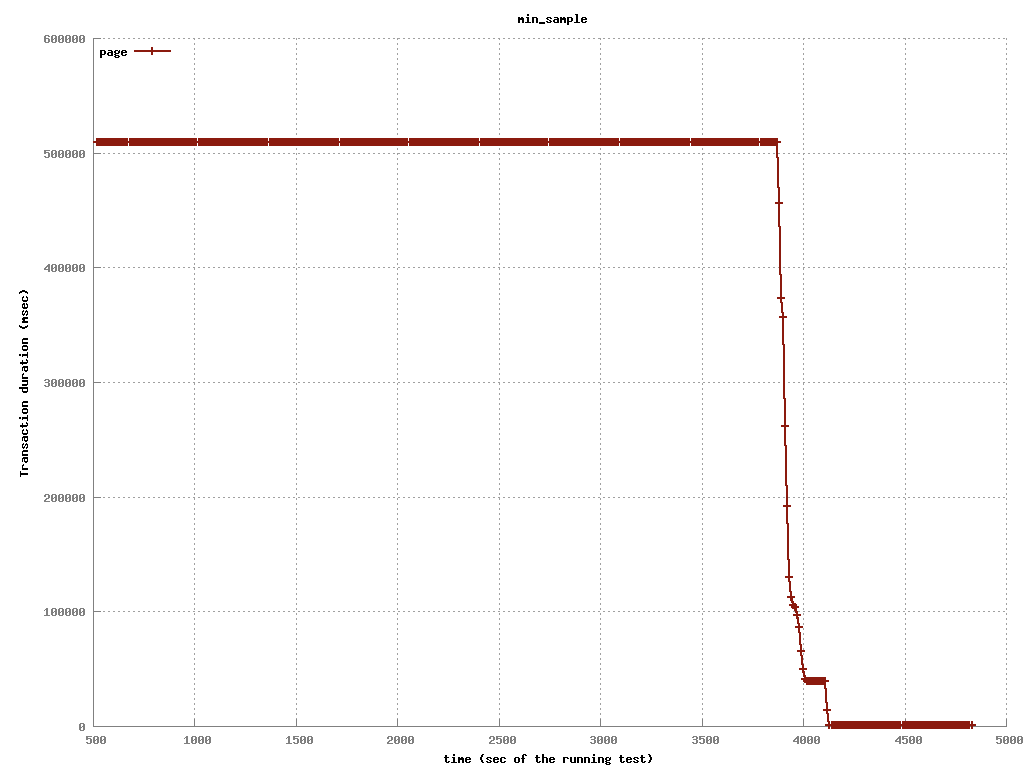 min_sample
600000
page
500000
400000
300000
200000
100000
0
Transaction duration (msec)
500 1000 1500 2000 2500 3000 3500 4000 4500 5000
time (sec of the running test)